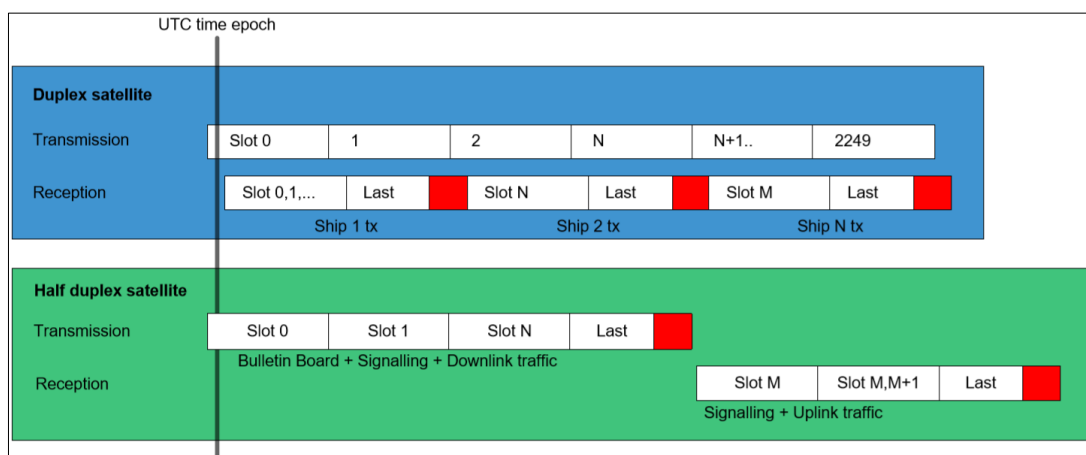 UTC time epoch
Duplex satellite
Transmission Slot 0 1 2 N N+1.. 2249
Reception Slot 0,1,... Last Slot N Last Slot M Last
Ship 1 tx Ship 2 tx Ship N tx
Half duplex satellite
Transmission Slot 0 Slot 1 Slot N Last
Bulletin Board + Signalling + Downlink traffic
Reception Slot M Slot M,M+1 Last
Signalling + Uplink traffic